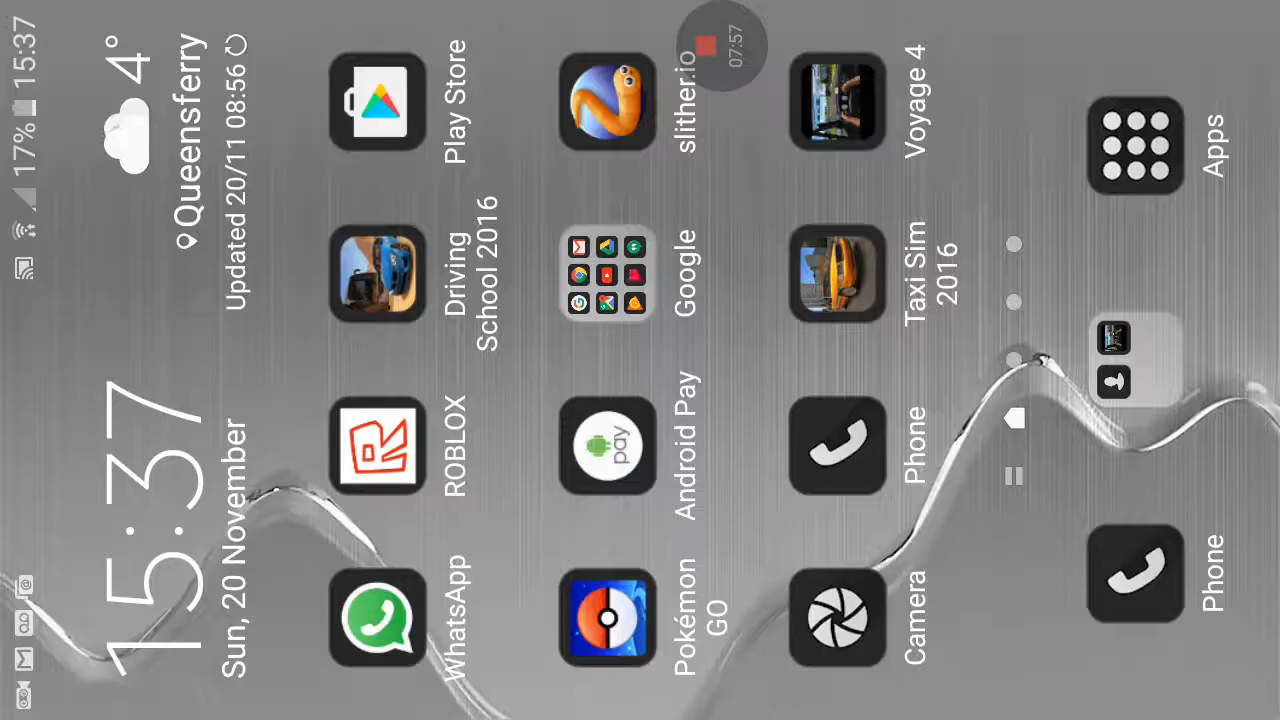 17% 15:37
15:37
4°
Sun, 20 November
Queensferry
Updated 20/11 08:56
WhatsApp
ROBLOX
Driving
School 2016
Play Store
Pokémon
GO
pay
Android Pay
Google
slither.io
07:57
Camera
Phone
Taxi Sim
2016
Voyage 4
Phone
Apps